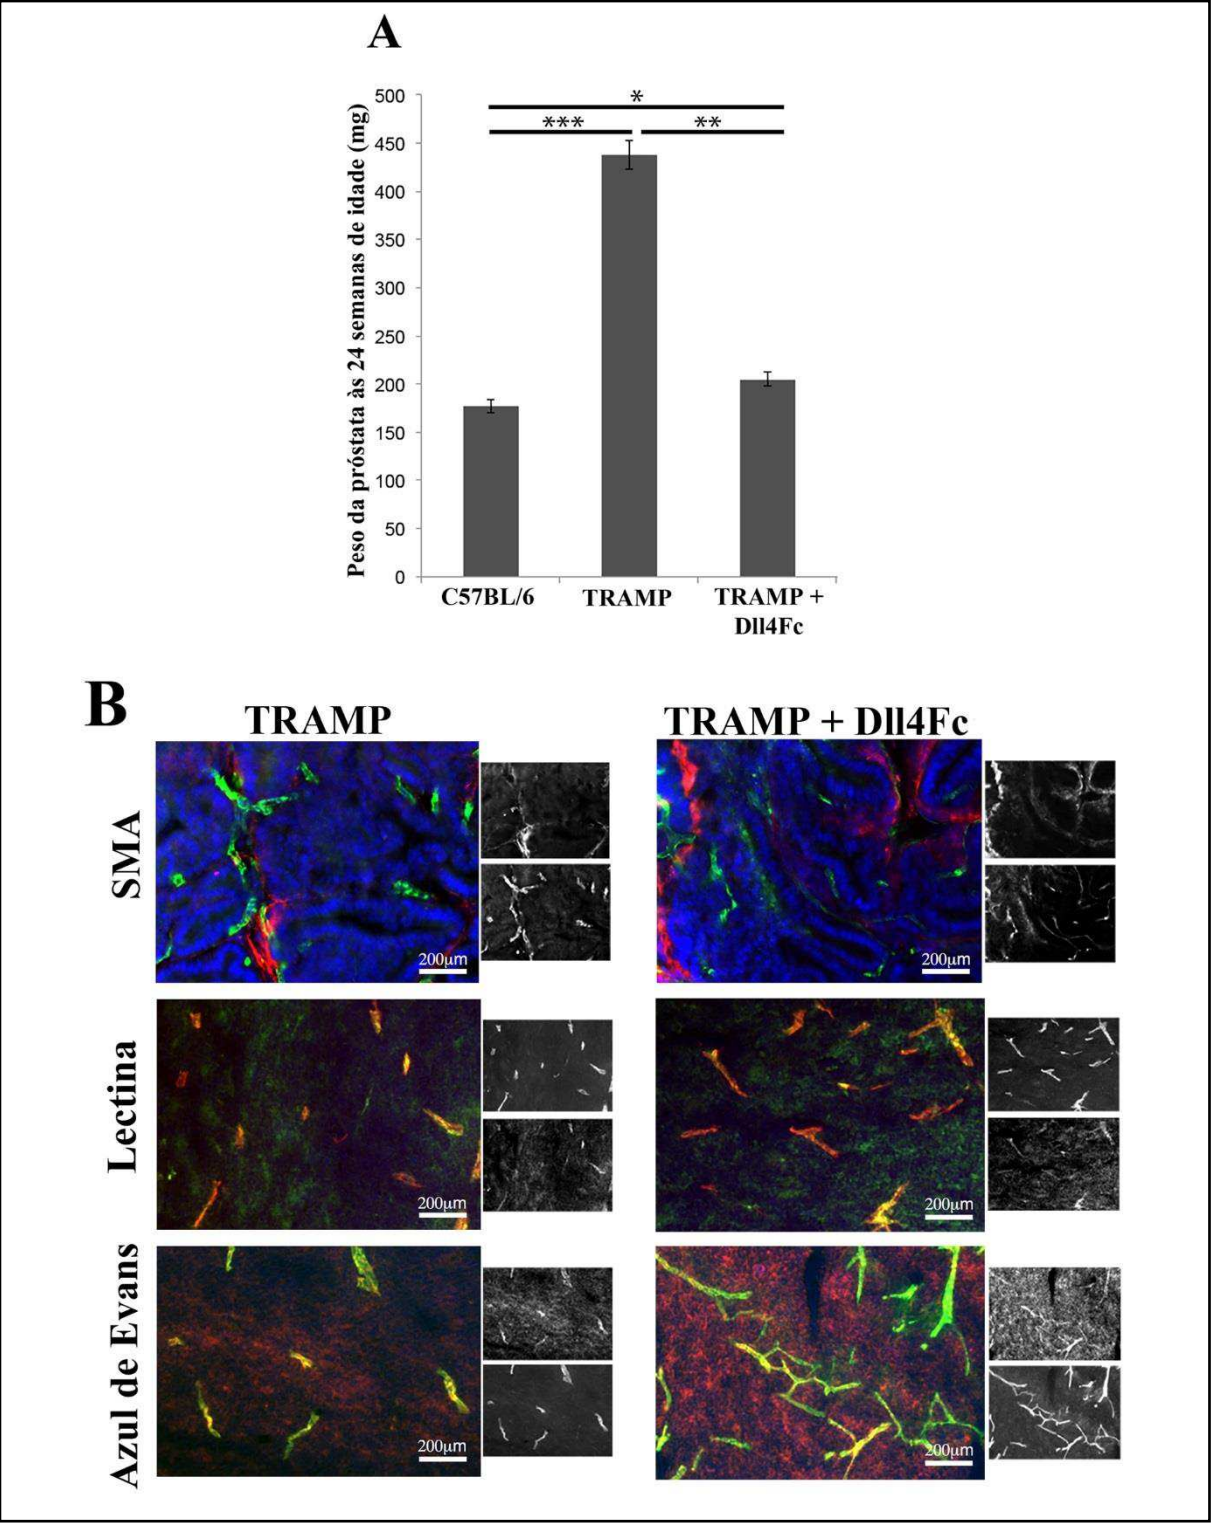 A
Peso da próstata às 24 semanas de idade (mg)
500
450
400
350
300
250
200
150
100
50
0
*
***
**
C57BL/6
TRAMP
TRAMP +
Dll4Fc
B
TRAMP
TRAMP + Dll4Fc
SMA
200µm
200µm
Lectina
200µm
200µm
Azul de Evans
200µm
200µm